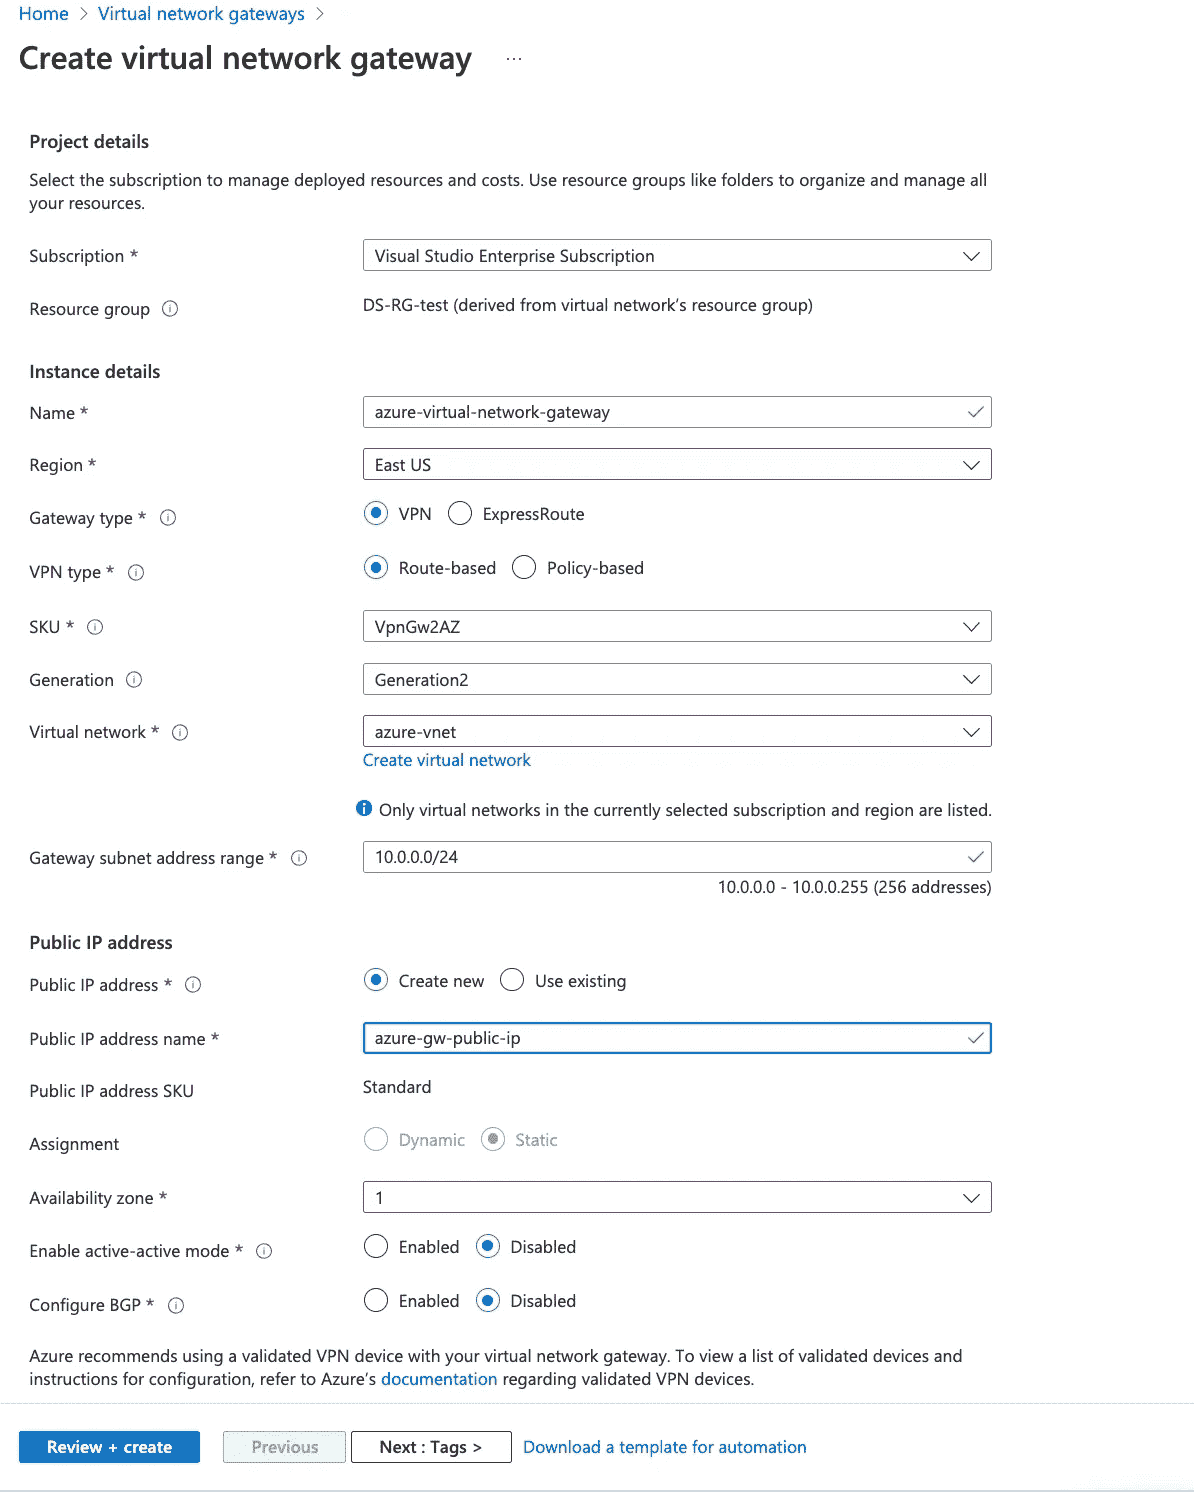 Home > Virtual network gateways >
Create virtual network gateway ...
Project details
Select the subscription to manage deployed resources and costs. Use resource groups like folders to organize and manage all
your resources.
Subscription * Visual Studio Enterprise Subscription
Resource group DS-RG-test (derived from virtual network's resource group)
Instance details
Name * azure-virtual-network-gateway
Region * East US
Gateway type * VPN ExpressRoute
VPN type * Route-based Policy-based
SKU * VpnGw2AZ
Generation Generation2
Virtual network * azure-vnet
Create virtual network
Only virtual networks in the currently selected subscription and region are listed.
Gateway subnet address range * 10.0.0.0/24
10.0.0.0 - 10.0.0.255 (256 addresses)
Public IP address
Public IP address * Create new Use existing
Public IP address name * azure-gw-public-ip
Public IP address SKU Standard
Assignment Dynamic Static
Availability zone * 1
Enable active-active mode * Enabled Disabled
Configure BGP * Enabled Disabled
Azure recommends using a validated VPN device with your virtual network gateway. To view a list of validated devices and
instructions for configuration, refer to Azure's documentation regarding validated VPN devices.
Review + create Previous Next : Tags > Download a template for automation